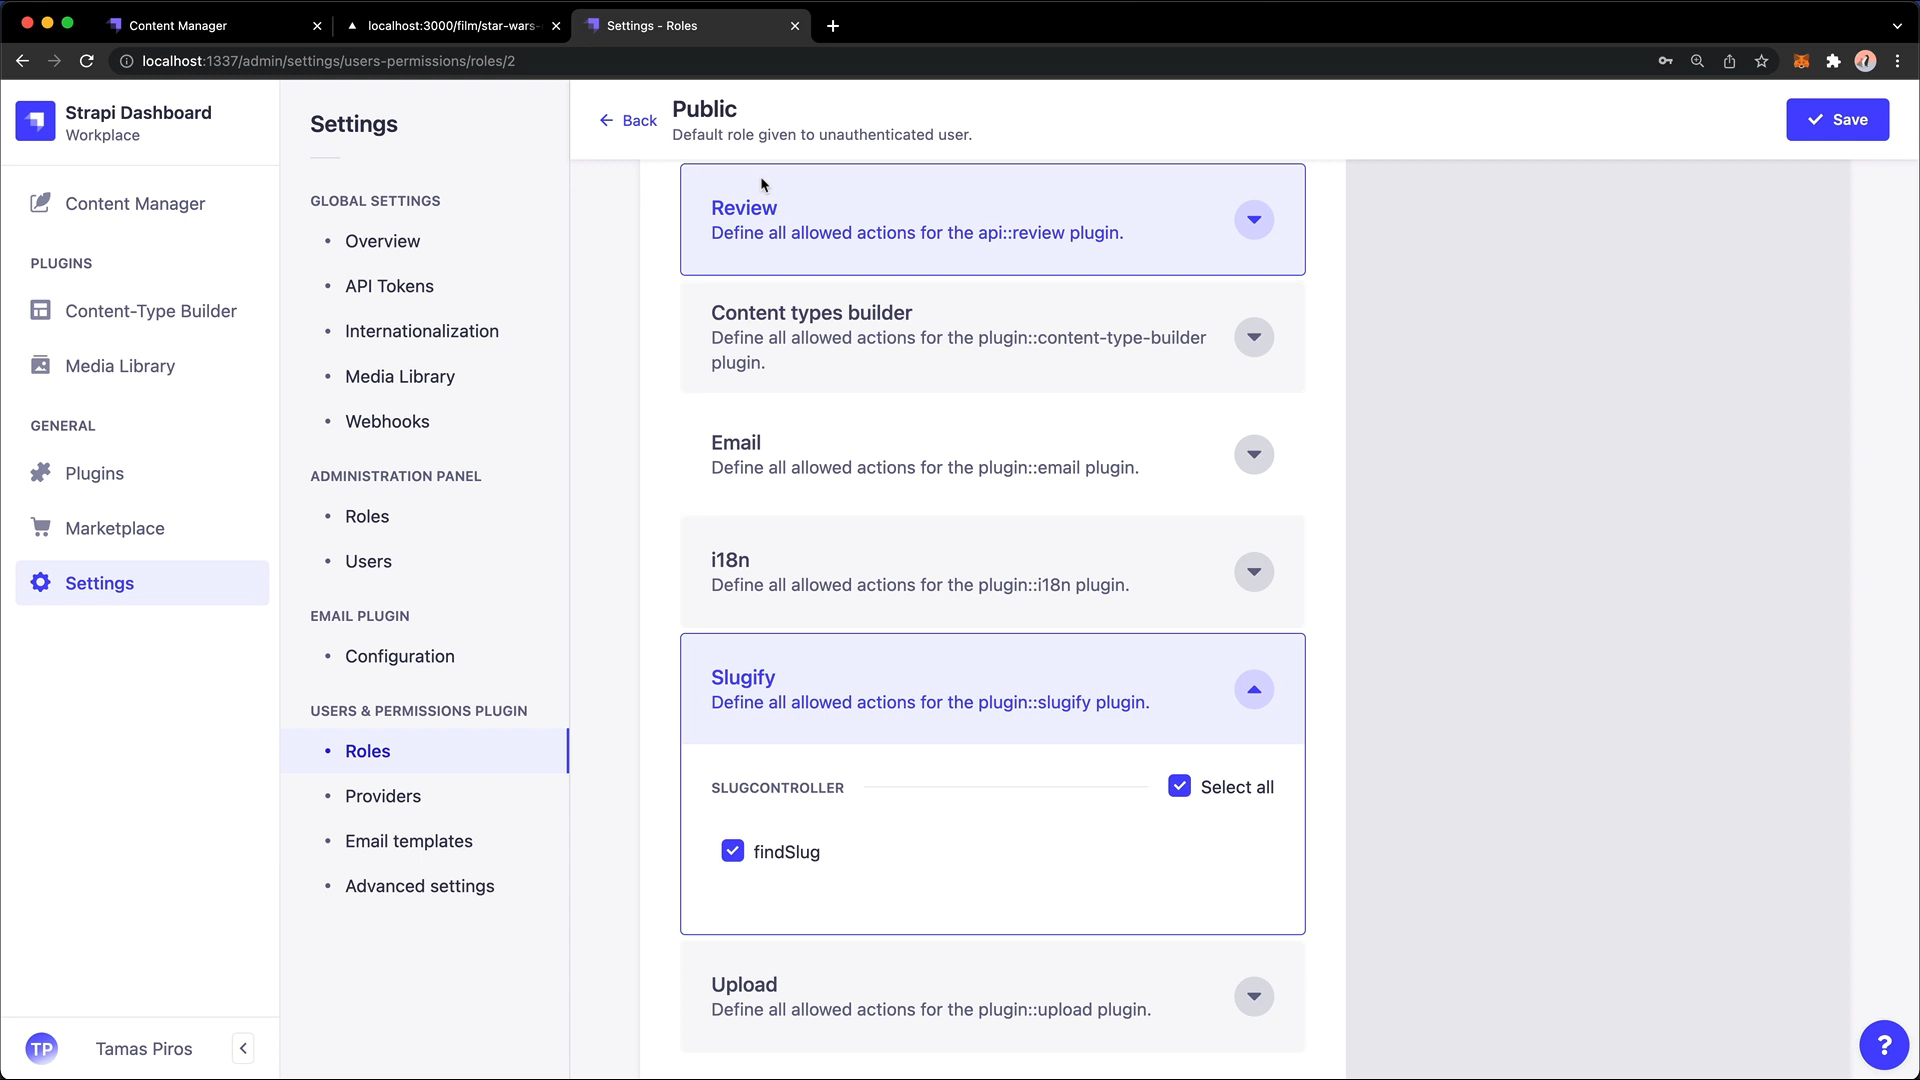 Content Manager
localhost:3000/film/star-wars-
Settings - Roles
localhost:1337/admin/settings/users-permissions/roles/2
Strapi Dashboard
Workplace
Content Manager
PLUGINS
Content-Type Builder
Media Library
GENERAL
Plugins
Marketplace
Settings
TP
Tamas Piros
Settings
GLOBAL SETTINGS
Overview
API Tokens
Internationalization
Media Library
Webhooks
ADMINISTRATION PANEL
Roles
Users
EMAIL PLUGIN
Configuration
USERS & PERMISSIONS PLUGIN
Roles
Providers
Email templates
Advanced settings
Back
Public
Default role given to unauthenticated user.
Save
Review
Define all allowed actions for the api::review plugin.
Content types builder
Define all allowed actions for the plugin::content-type-builder
plugin.
Email
Define all allowed actions for the plugin::email plugin.
i18n
Define all allowed actions for the plugin::i18n plugin.
Slugify
Define all allowed actions for the plugin::slugify plugin.
SLUGCONTROLLER
Select all
findSlug
Upload
Define all allowed actions for the plugin::upload plugin.
?